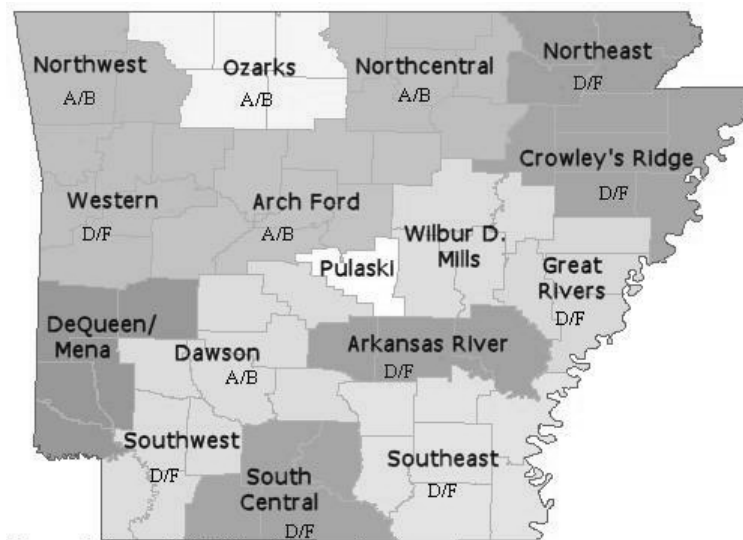 Northwest
A/B
Ozarks
A/B
Northcentral
A/B
Northeast
D/F
Crowley's Ridge
D/F
Western
D/F
Arch Ford
A/B
Pulaski
Wilbur D.
Mills
Great
Rivers
D/F
DeQueen/
Mena
Dawson
A/B
Arkansas River
D/F
Southwest
D/F
South
Central
D/F
Southeast
D/F